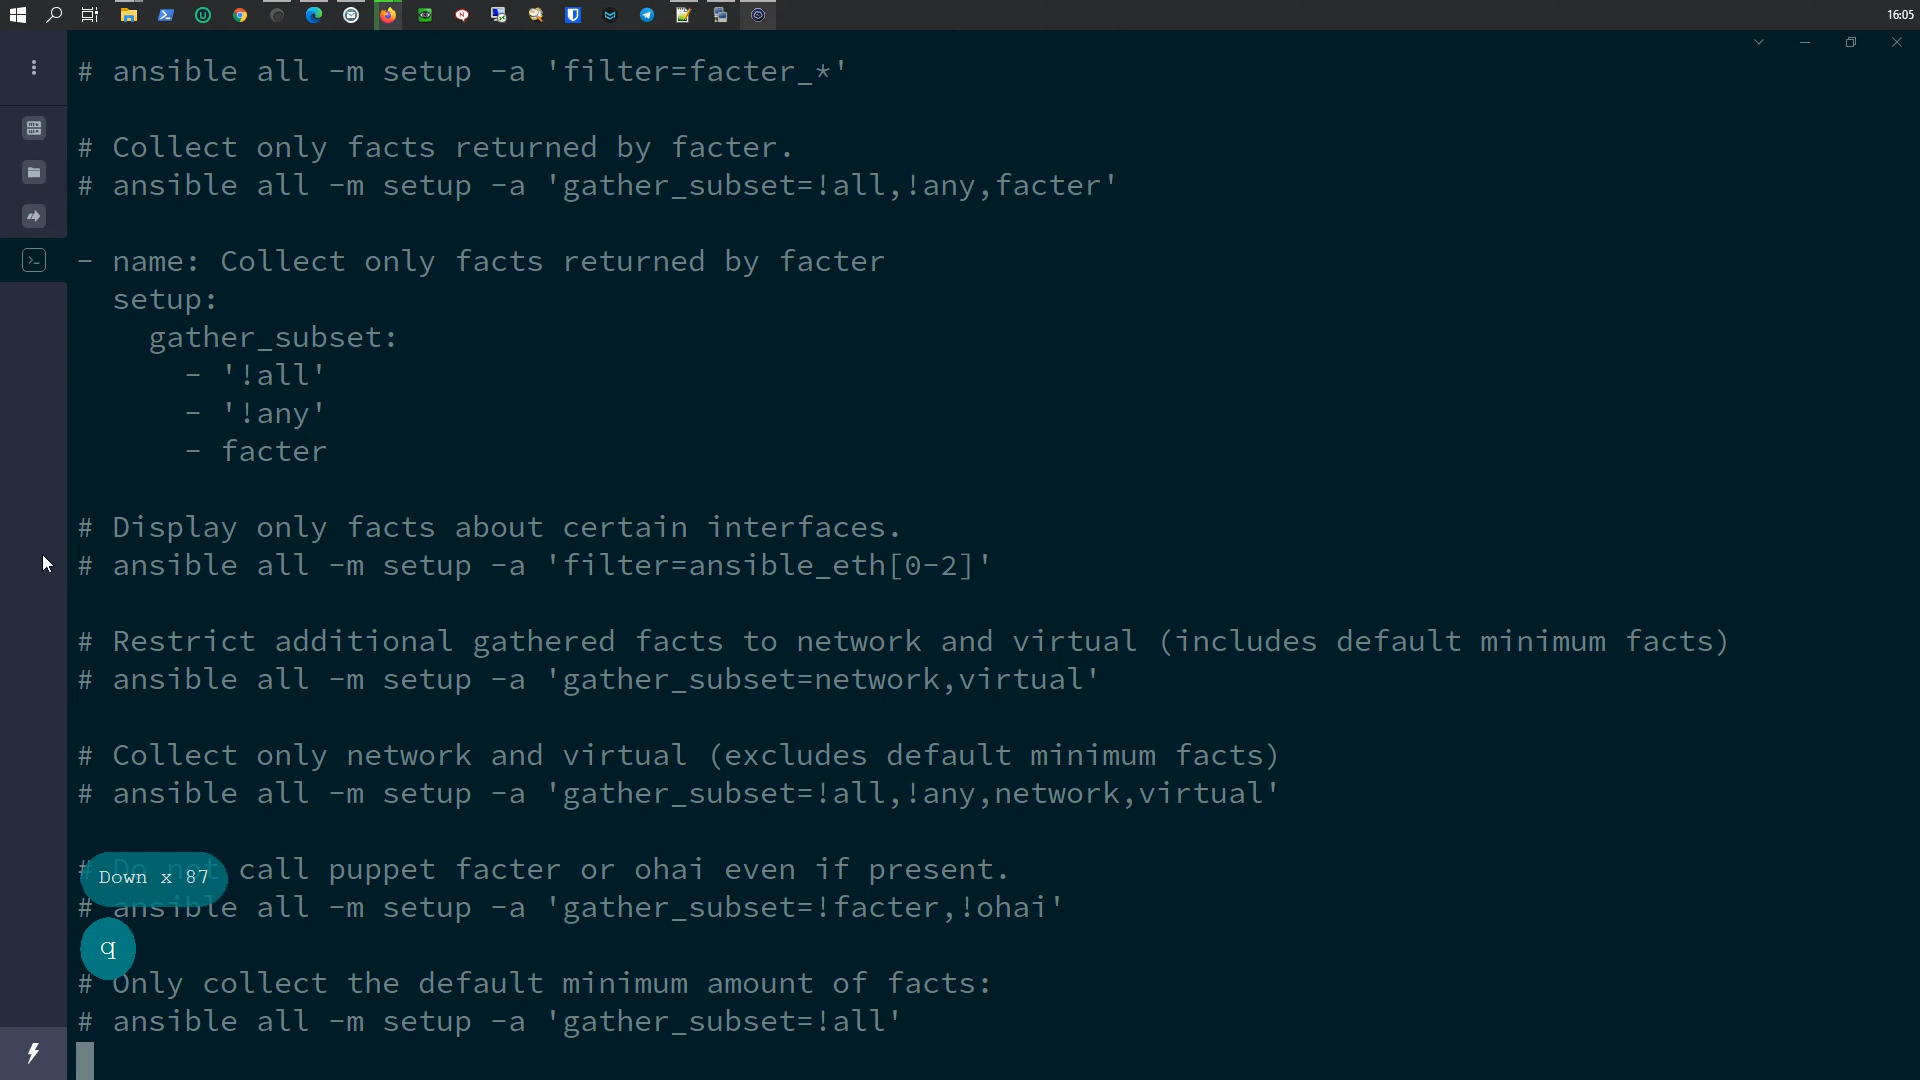 16:05
# ansible all -m setup -a 'filter=facter_*'
# Collect only facts returned by facter.
# ansible all -m setup -a 'gather_subset=!all,!any,facter'
- name: Collect only facts returned by facter
setup:
gather_subset:
- '!all'
- '!any'
- facter
# Display only facts about certain interfaces.
# ansible all -m setup -a 'filter=ansible_eth[0-2]'
# Restrict additional gathered facts to network and virtual (includes default minimum facts)
# ansible all -m setup -a 'gather_subset=network,virtual'
# Collect only network and virtual (excludes default minimum facts)
# ansible all -m setup -a 'gather_subset=!all,!any,network,virtual'
# Do not call puppet facter or ohai even if present.
Down x 87
# ansible all -m setup -a 'gather_subset=!facter,!ohai'
q
# Only collect the default minimum amount of facts:
# ansible all -m setup -a 'gather_subset=!all'